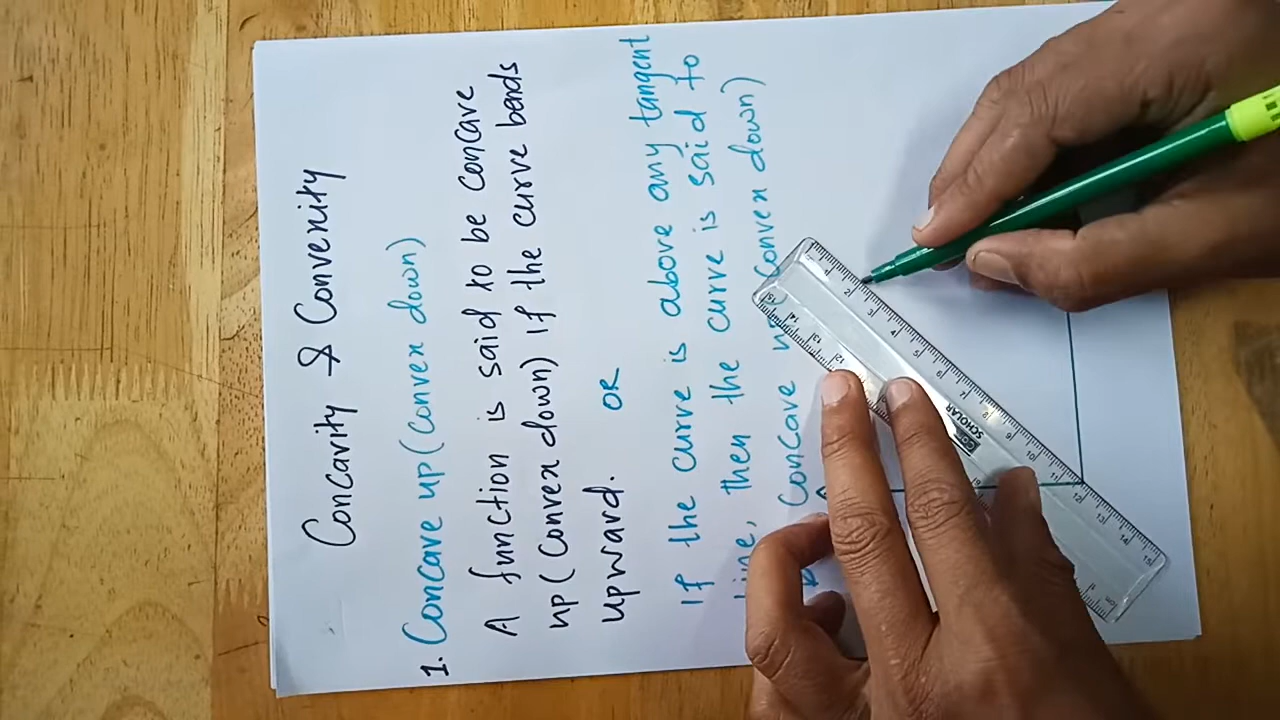 Concavity & Convexity
1. Concave up (Convex down)
A function is said to be concave
up (Convex down) if the curve bends
upward. OR
If the curve is above any tangent
line, then the curve is said to
be Concave up (Convex down)
SCHOLAR